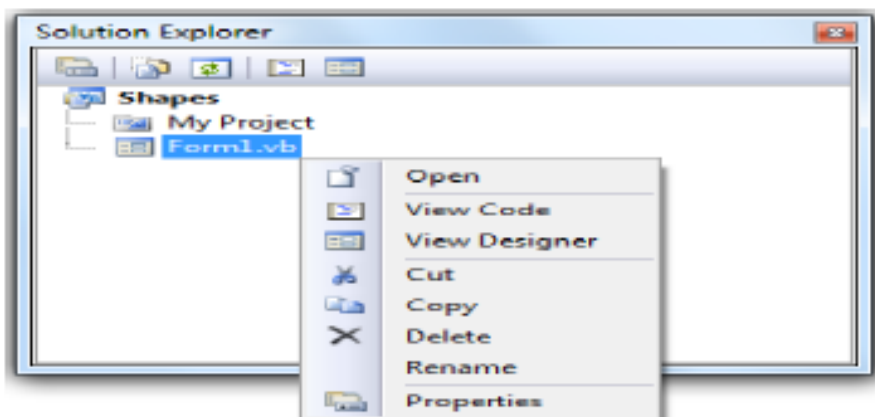 Solution Explorer
Shapes
My Project
Form1.vb
Open
View Code
View Designer
Cut
Copy
Delete
Rename
Properties